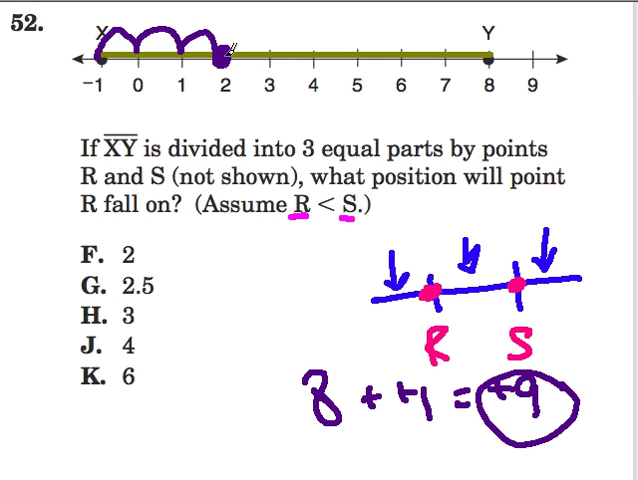 52.
X Y
-1 0 1 2 3 4 5 6 7 8 9
If XY is divided into 3 equal parts by points
R and S (not shown), what position will point
R fall on? (Assume R < S.)
F. 2
G. 2.5
H. 3
J. 4
K. 6
R S
8 + +1 = +9